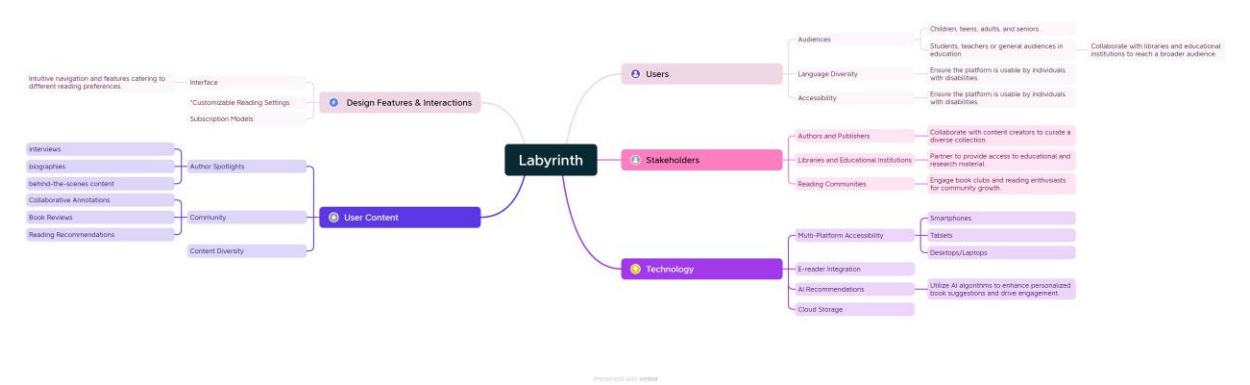 Labyrinth
Design Features & Interactions
Interface
Intuitive navigation and features catering to
different reading preferences.
"Customizable Reading Settings
Subscription Models
User Content
Author Spotlights
interviews
biographies
behind-the-scenes content
Community
Collaborative Annotations
Book Reviews
Reading Recommendations
Content Diversity
Users
Audiences
Children, teens, adults, and seniors.
Students, teachers or general audiences in
education
Collaborate with libraries and educational
institutions to reach a broader audience.
Language Diversity
Ensure the platform is usable by individuals
with disabilities.
Accessibility
Ensure the platform is usable by individuals
with disabilities.
Stakeholders
Authors and Publishers
Collaborate with content creators to curate a
diverse collection.
Libraries and Educational Institutions
Partner to provide access to educational and
research material.
Reading Communities
Engage book clubs and reading enthusiasts
for community growth.
Technology
Multi-Platform Accessibility
Smartphones
Tablets
Desktops/Laptops
E-reader Integration
AI Recommendations
Utilize AI algorithms to enhance personalized
book suggestions and drive engagement.
Cloud Storage
Presented with xmind